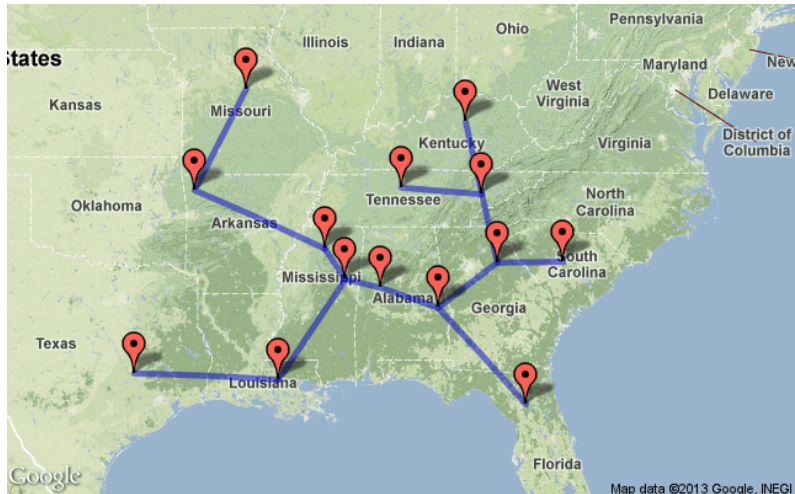 Pennsylvania
Ohio
Illinois
Indiana
States
Maryland
New
West
Virginia
Delaware
Kansas
Missouri
Kentucky
Virginia
District of
Columbia
Tennessee
North
Carolina
Oklahoma
Arkansas
South
Carolina
Mississippi
Alabama
Georgia
Texas
Louisiana
Florida
Google
Map data ©2013 Google, INEGI